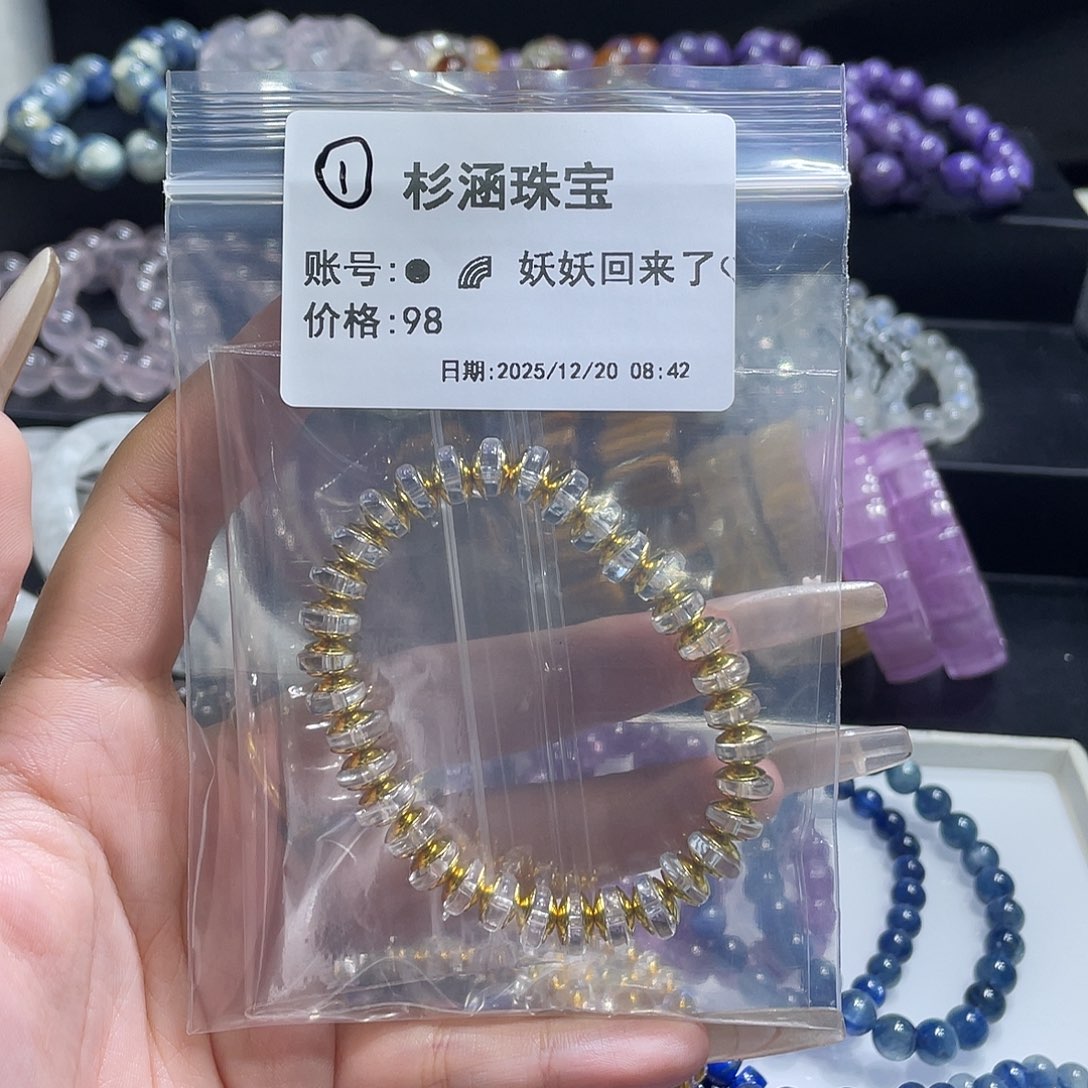 ① 杉涵珠宝
账号:● 🌈 妖妖回来了
价格:98
日期:2025/12/20 08:42